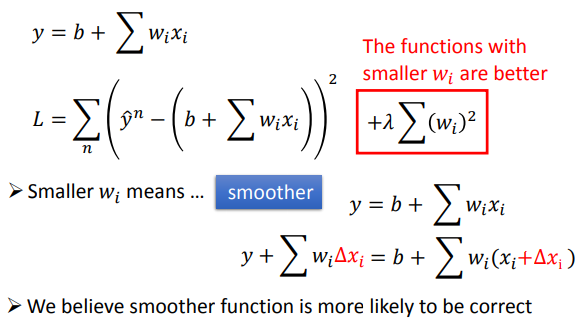 y = b + ∑ wᵢxᵢ
The functions with
smaller wᵢ are better
L = ∑ₙ (ŷⁿ − (b + ∑ wᵢxᵢ))² +λ ∑(wᵢ)²
➢ Smaller wᵢ means … smoother
y = b + ∑ wᵢxᵢ
y + ∑ wᵢΔxᵢ = b + ∑ wᵢ(xᵢ+Δxᵢ)
➢ We believe smoother function is more likely to be correct